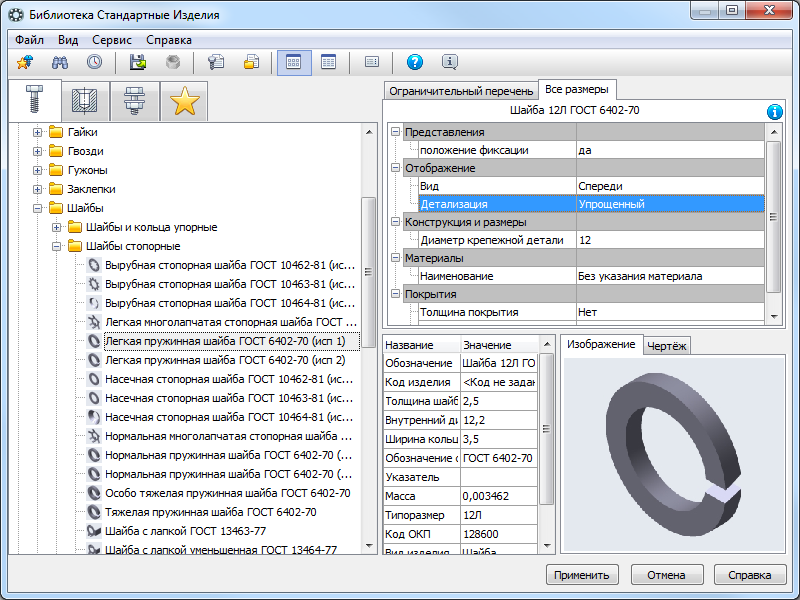 Библиотека Стандартные Изделия
Файл Вид Сервис Справка
Гайки
Гвозди
Гужоны
Заклепки
Шайбы
Шайбы и кольца упорные
Шайбы стопорные
Вырубная стопорная шайба ГОСТ 10462-81 (ис...
Вырубная стопорная шайба ГОСТ 10463-81 (ис...
Вырубная стопорная шайба ГОСТ 10464-81 (ис...
Легкая многолапчатая стопорная шайба ГОСТ ...
Легкая пружинная шайба ГОСТ 6402-70 (исп 1)
Легкая пружинная шайба ГОСТ 6402-70 (исп 2)
Насечная стопорная шайба ГОСТ 10462-81 (ис...
Насечная стопорная шайба ГОСТ 10463-81 (ис...
Насечная стопорная шайба ГОСТ 10464-81 (ис...
Нормальная многолапчатая стопорная шайба ...
Нормальная пружинная шайба ГОСТ 6402-70 (...
Нормальная пружинная шайба ГОСТ 6402-70 (...
Особо тяжелая пружинная шайба ГОСТ 6402-70
Тяжелая пружинная шайба ГОСТ 6402-70
Шайба с лапкой ГОСТ 13463-77
Шайба с лапкой уменьшенная ГОСТ 13464-77
Ограничительный перечень Все размеры
Шайба 12Л ГОСТ 6402-70
Представления
положение фиксации да
Отображение
Вид Спереди
Детализация Упрощенный
Конструкция и размеры
Диаметр крепежной детали 12
Материалы
Наименование Без указания материала
Покрытия
Толщина покрытия Нет
Название Значение
Обозначение Шайба 12Л ГО
Код изделия <Код не задан
Толщина шайб 2,5
Внутренний ди 12,2
Ширина кольц 3,5
Обозначение с ГОСТ 6402-70
Указатель
Масса 0,003462
Типоразмер 12Л
Код ОКП 128600
Вид изделия Шайба
Изображение Чертёж
Применить Отмена Справка